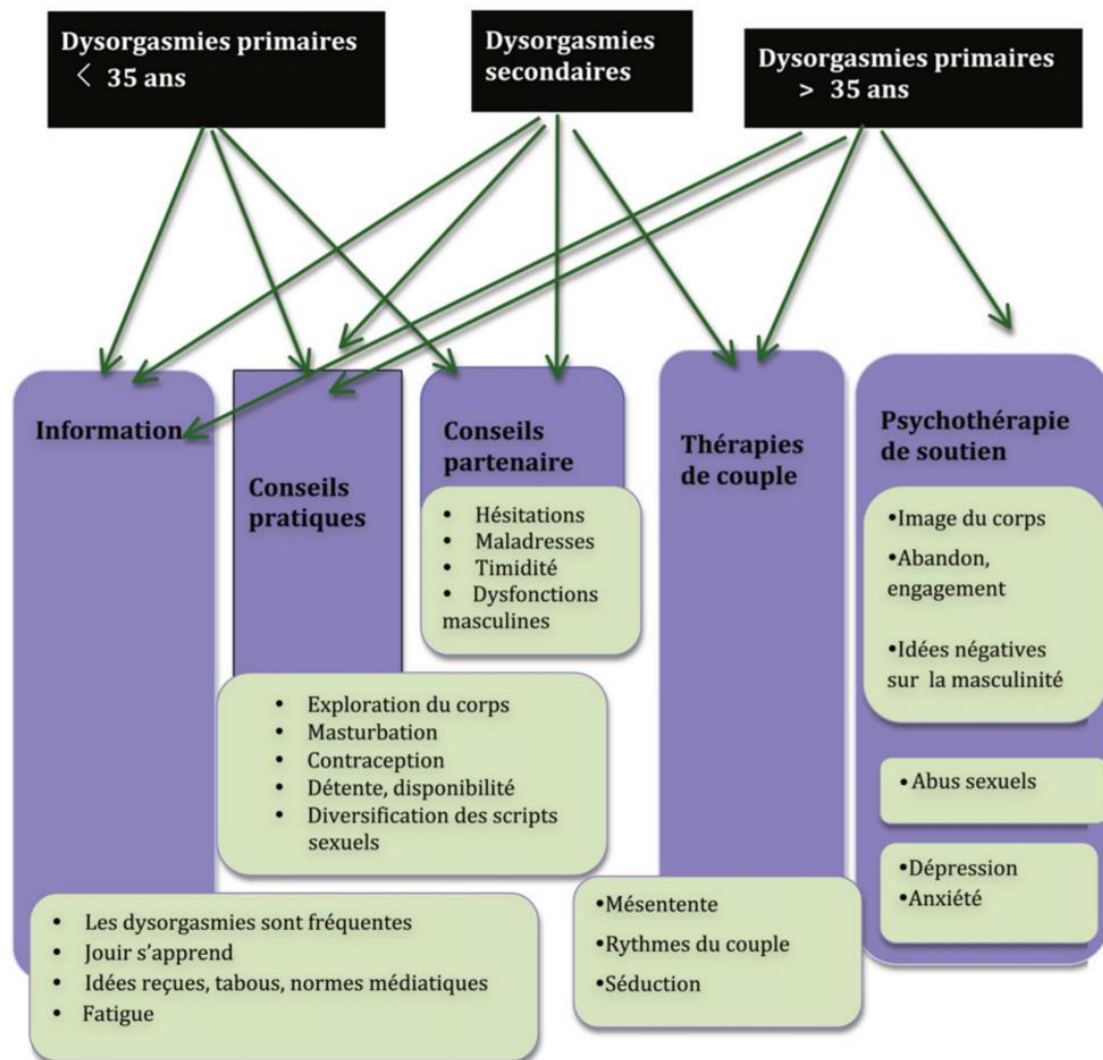 Dysorgasmies primaires
< 35 ans
Dysorgasmies
secondaires
Dysorgasmies primaires
> 35 ans
Information
Conseils
pratiques
Conseils
partenaire
Thérapies
de couple
Psychothérapie
de soutien
• Hésitations
• Maladresses
• Timidité
• Dysfonctions
masculines
•Image du corps
•Abandon,
engagement
•Idées négatives
sur la masculinité
• Exploration du corps
• Masturbation
• Contraception
• Détente, disponibilité
• Diversification des scripts
sexuels
• Abus sexuels
•Dépression
•Anxiété
• Les dysorgasmies sont fréquentes
• Jouir s’apprend
• Idées reçues, tabous, normes médiatiques
• Fatigue
•Mésentente
•Rythmes du couple
•Séduction